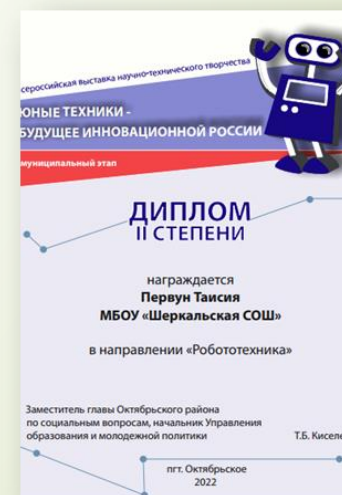 сероссийская выставка научно-технического творчества
ЮНЫЕ ТЕХНИКИ -
БУДУЩЕЕ ИННОВАЦИОННОЙ РОССИИ
муниципальный этап
ДИПЛОМ
II СТЕПЕНИ
награждается
Первун Таисия
МБОУ «Шеркальская СОШ»
в направлении «Робототехника»
Заместитель главы Октябрьского района
по социальным вопросам, начальник Управления
образования и молодежной политики
Т.Б. Киселе
пгт. Октябрьское
2022